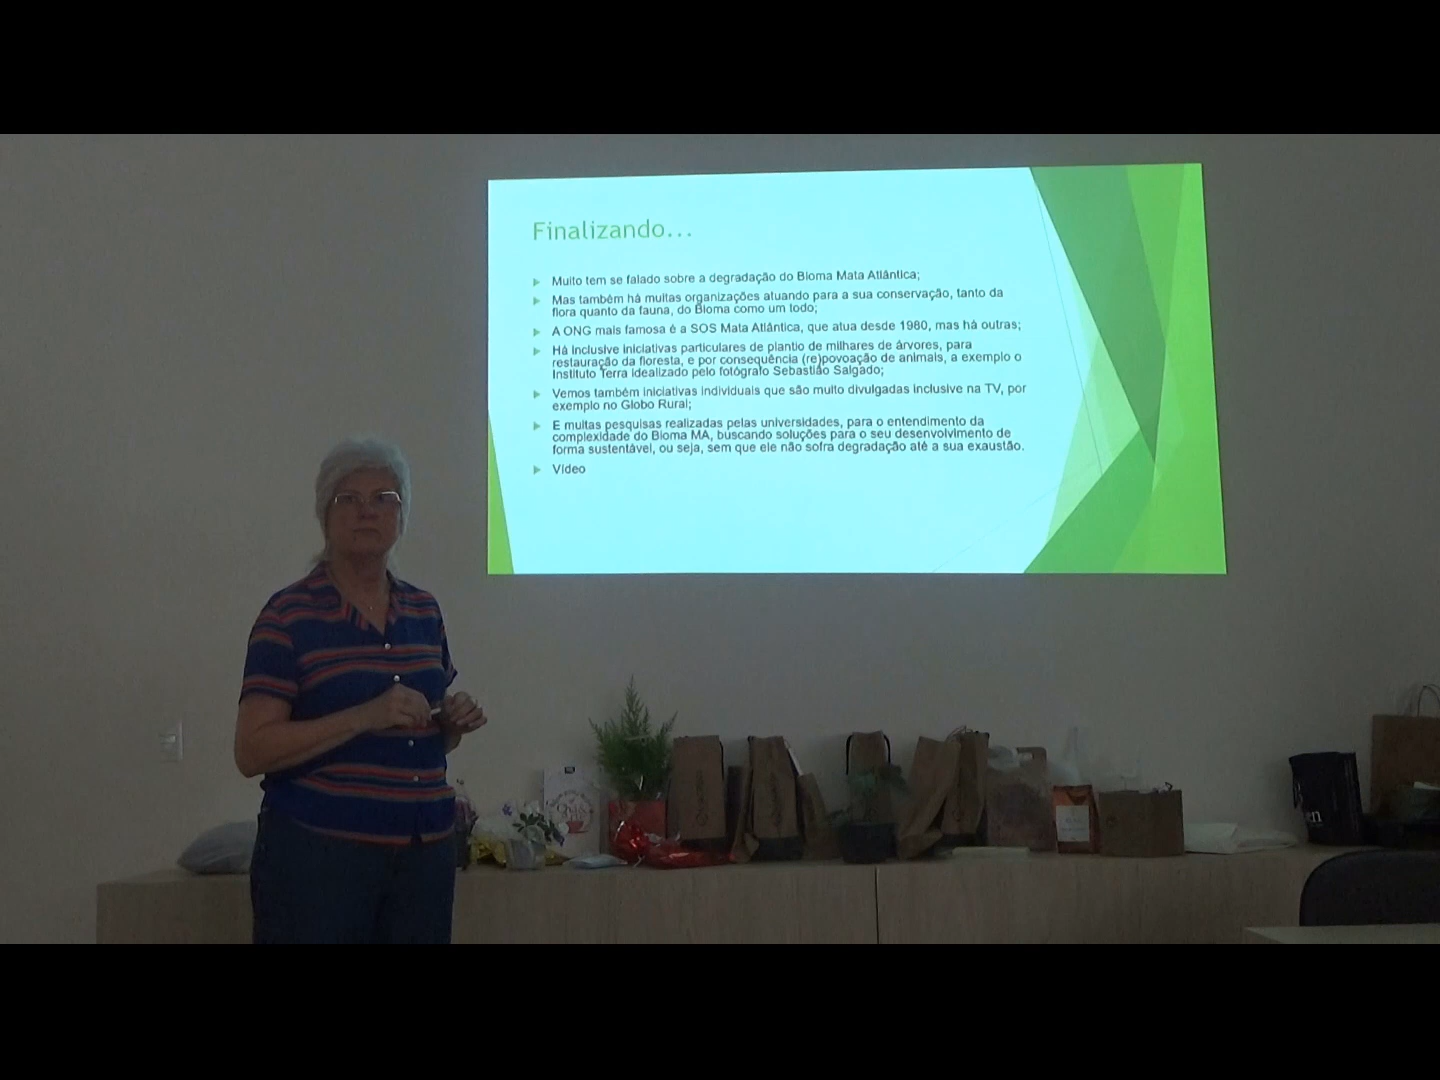 Finalizando...
Muito tem se falado sobre a degradação do Bioma Mata Atlântica;
Mas também há muitas organizações atuando para a sua conservação, tanto da
flora quanto da fauna, do Bioma como um todo;
A ONG mais famosa é a SOS Mata Atlântica, que atua desde 1980, mas há outras;
Há inclusive iniciativas particulares de plantio de milhares de árvores, para
restauração da floresta, e por consequência (re)povoação de animais, a exemplo o
Instituto Terra idealizado pelo fotógrafo Sebastião Salgado;
Vemos também iniciativas individuais que são muito divulgadas inclusive na TV, por
exemplo no Globo Rural;
E muitas pesquisas realizadas pelas universidades, para o entendimento da
complexidade do Bioma MA, buscando soluções para o seu desenvolvimento de
forma sustentável, ou seja, sem que ele não sofra degradação até a sua exaustão.
Vídeo